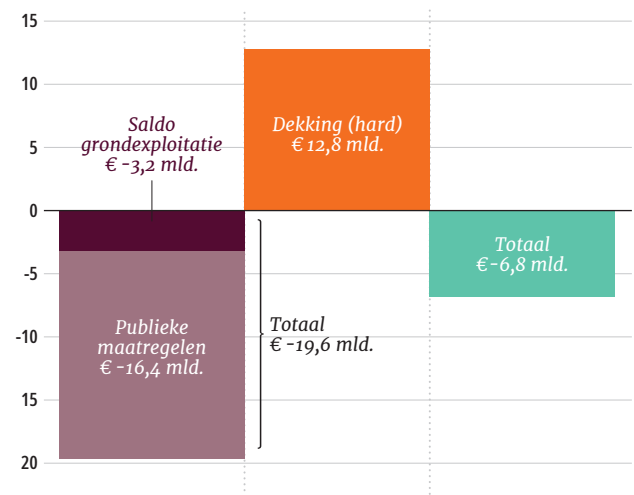 15
10
5
0
-5
-10
15
20
Saldo
grondexploitatie
€ -3,2 mld.
Publieke
maatregelen
€ -16,4 mld.
Totaal
€ -19,6 mld.
Dekking (hard)
€ 12,8 mld.
Totaal
€ -6,8 mld.